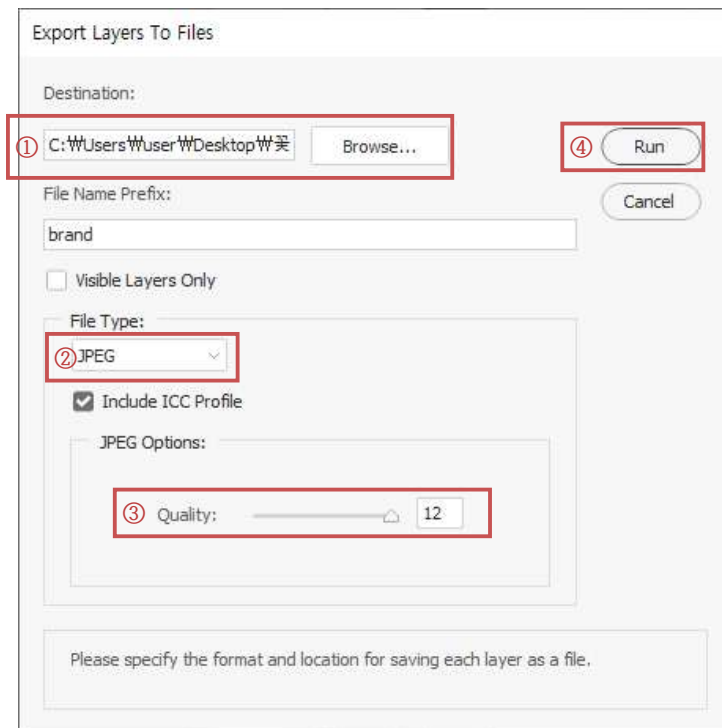 Export Layers To Files
Destination:
① C:₩Users₩user₩Desktop₩꽃 Browse... ④ Run
File Name Prefix: Cancel
brand
Visible Layers Only
File Type:
② JPEG
Include ICC Profile
JPEG Options:
③ Quality: 12
Please specify the format and location for saving each layer as a file.